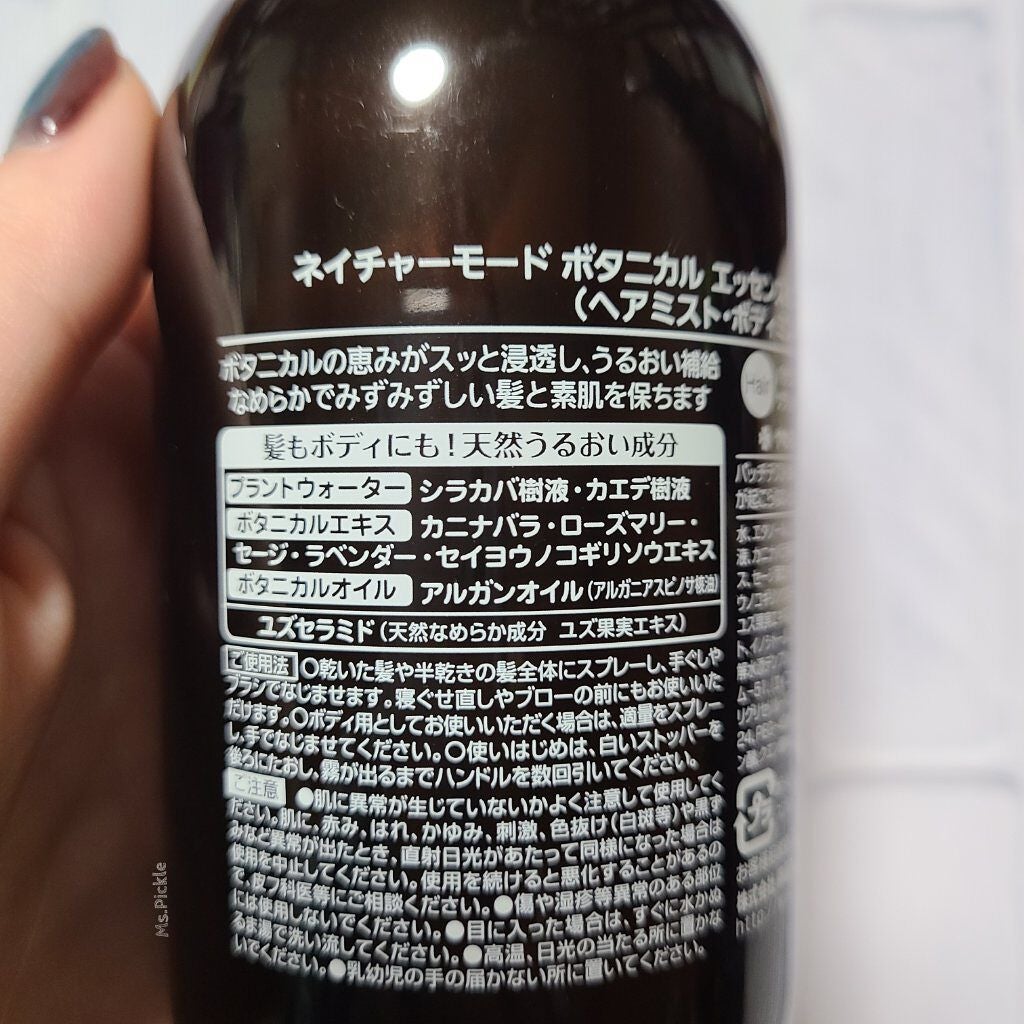 ネイチャーモード ボタニカル エッセン
(ヘアミスト・ボディ
ボタニカルの恵みがスッと浸透し、うるおい補給
なめらかでみずみずしい髪と素肌を保ちます
髪もボディにも!天然うるおい成分
プラントウォーター シラカバ樹液・カエデ樹液
ボタニカルエキス カニナバラ・ローズマリー・
セージ・ラベンダー・セイヨウノコギリソウエキス
ボタニカルオイル アルガンオイル(アルガニアスピノサ核油)
ユズセラミド(天然なめらか成分 ユズ果実エキス)
ご使用法 ○乾いた髪や半乾きの髪全体にスプレーし、手ぐしや
ブラシでなじませます。寝ぐせ直しやブローの前にもお使いいた
だけます。○ボディ用としてお使いいただく場合は、適量をスプレー
し、手でなじませてください。○使いはじめは、白いストッパーを
後ろにたおし、霧が出るまでハンドルを数回引いてください。
ご注意 ●肌に異常が生じていないかよく注意して使用してく
ださい。肌に、赤み、はれ、かゆみ、刺激、色抜け(白斑等)や黒ず
みなど異常が出たとき、直射日光があたって同様になった場合は
使用を中止してください。使用を続けると悪化することがあるの
で、皮フ科医等にご相談ください。●傷や湿疹等異常のある部位
には使用しないでください。●目に入った場合は、すぐに水かぬ
るま湯で洗い流してください。●高温、日光の当たる所に置かな
いでください。●乳幼児の手の届かない所に置いてください。
Hair
パッチテ
水、エタノー
24,
プラ
株式会社
http:/
Ms.Pickle